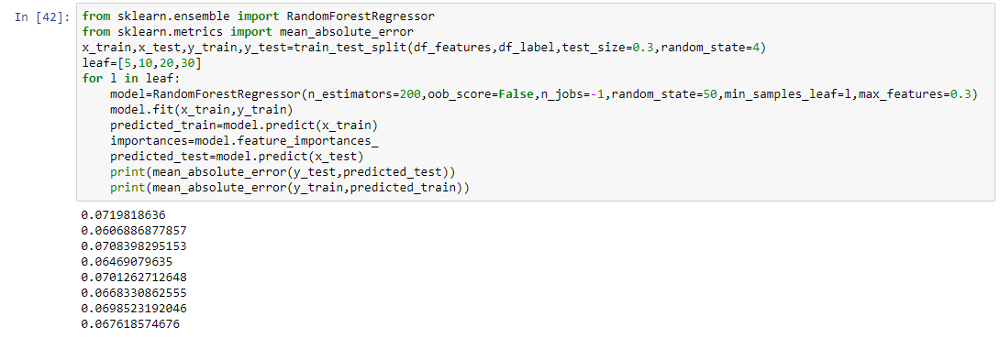 In [42]: from sklearn.ensemble import RandomForestRegressor
from sklearn.metrics import mean_absolute_error
x_train,x_test,y_train,y_test=train_test_split(df_features,df_label,test_size=0.3,random_state=4)
leaf=[5,10,20,30]
for l in leaf:
    model=RandomForestRegressor(n_estimators=200,oob_score=False,n_jobs=-1,random_state=50,min_samples_leaf=l,max_features=0.3)
    model.fit(x_train,y_train)
    predicted_train=model.predict(x_train)
    importances=model.feature_importances_
    predicted_test=model.predict(x_test)
    print(mean_absolute_error(y_test,predicted_test))
    print(mean_absolute_error(y_train,predicted_train))
0.0719818636
0.0606886877857
0.0708398295153
0.06469079635
0.0701262712648
0.0668330862555
0.0698523192046
0.067618574676